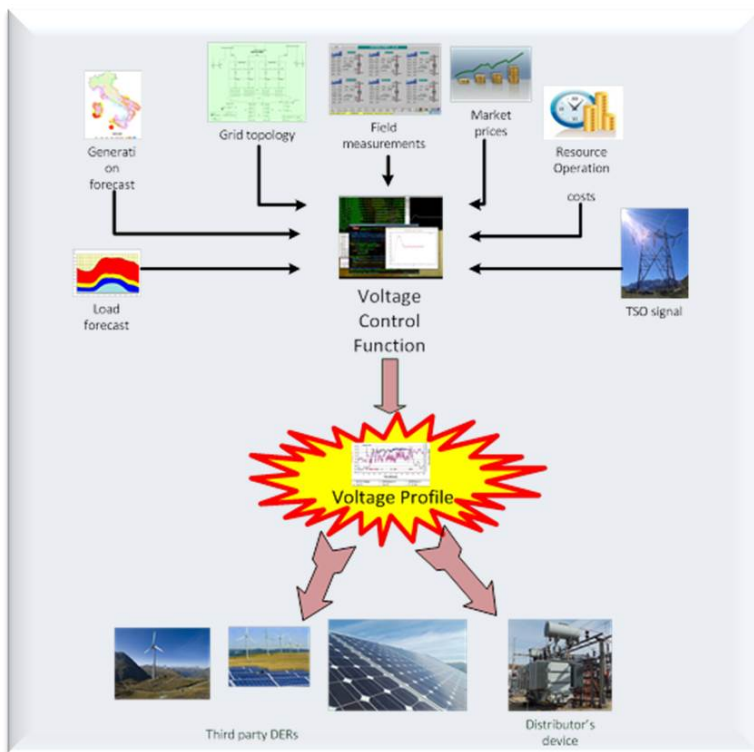 Generati
on
forecast
Grid topology
Field
measurements
Market
prices
Resource
Operation
costs
Load
forecast
Voltage
Control
Function
TSO signal
Voltage Profile
Third party DERs
Distributor's
device